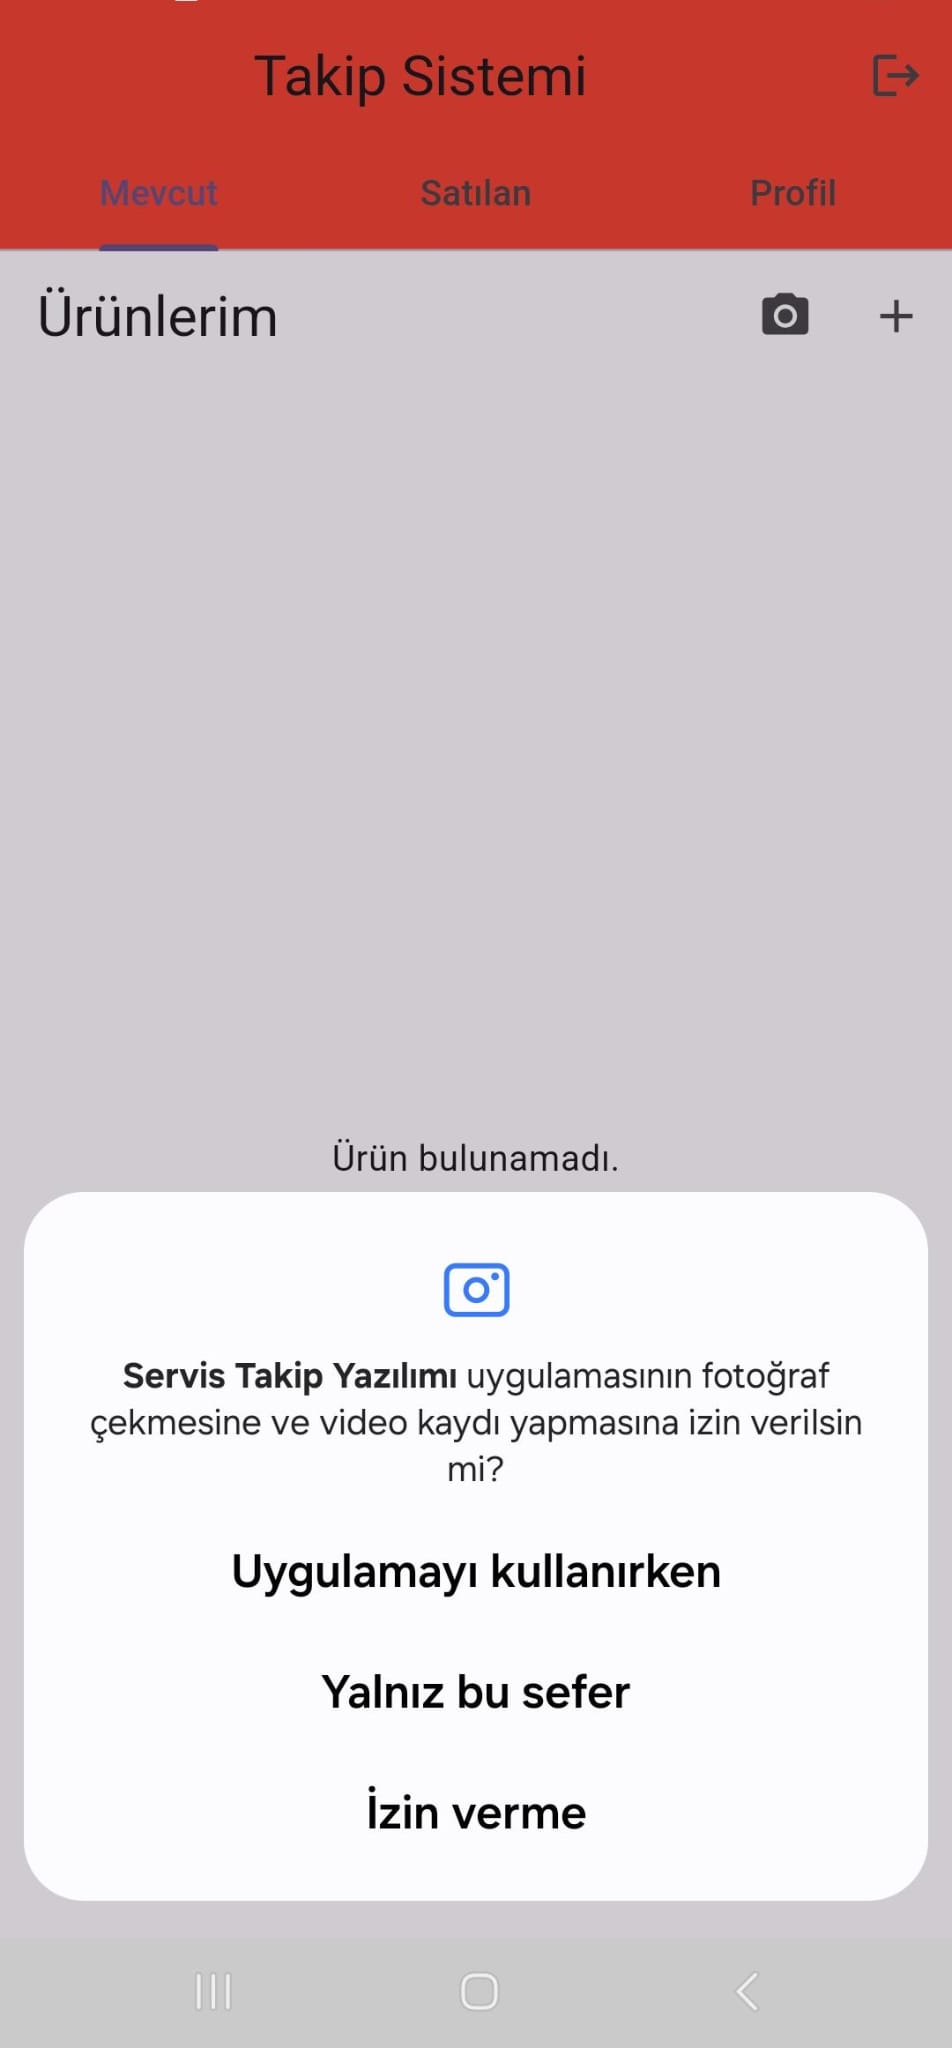 Takip Sistemi
Mevcut Satılan Profil
Ürünlerim
Ürün bulunamadı.
Servis Takip Yazılımı uygulamasının fotoğraf
çekmesine ve video kaydı yapmasına izin verilsin
mi?
Uygulamayı kullanırken
Yalnız bu sefer
İzin verme